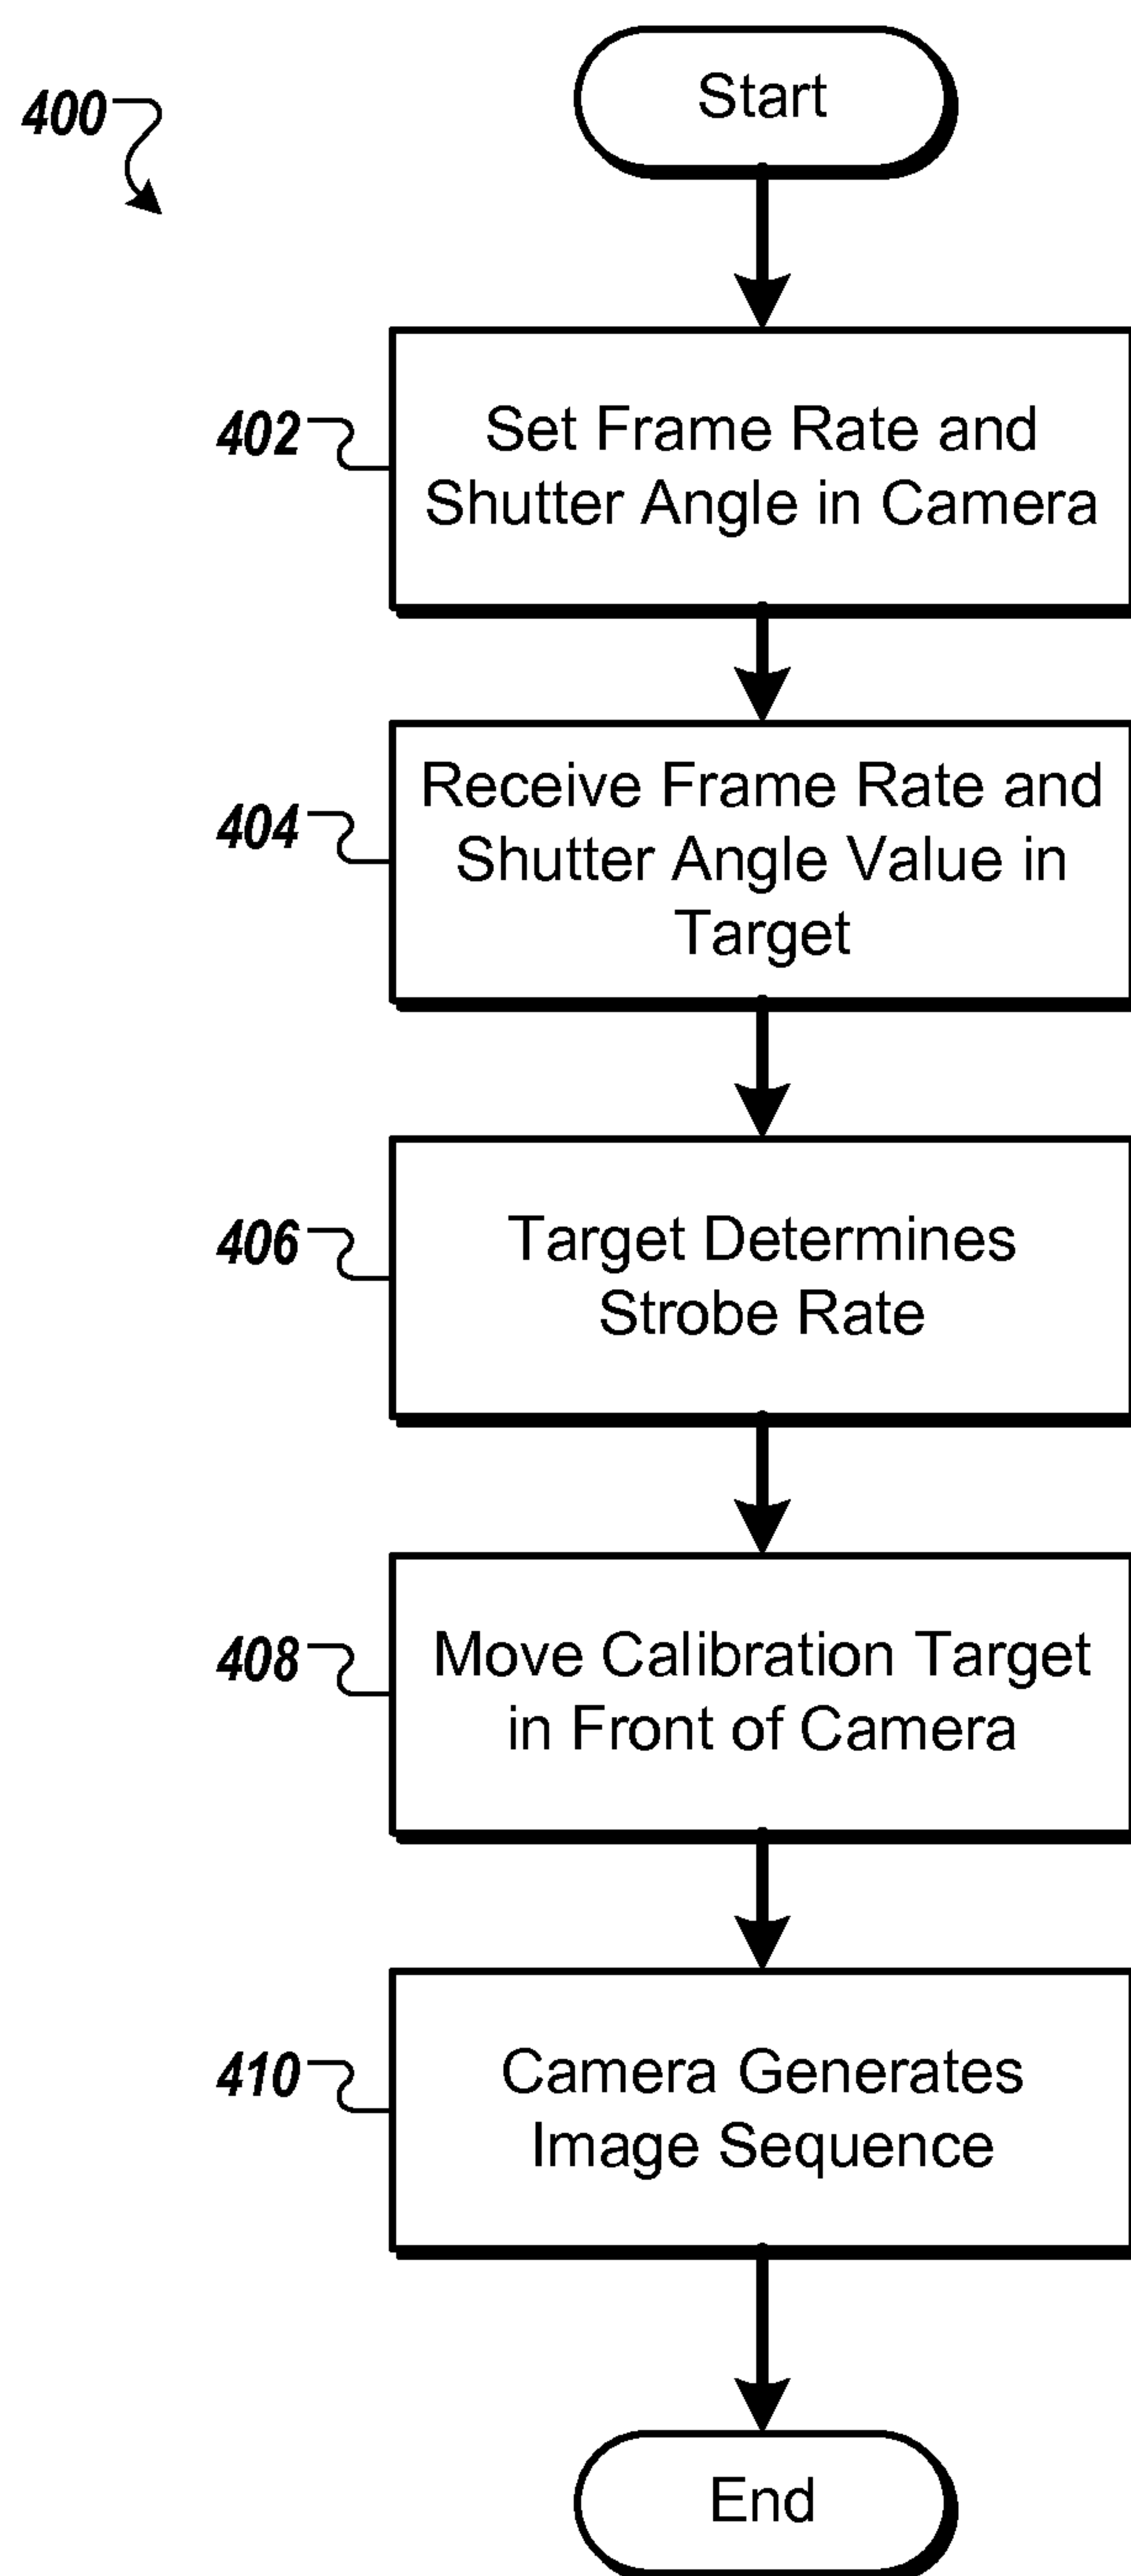 Start
400
402
Set Frame Rate and
Shutter Angle in Camera
404
Receive Frame Rate and
Shutter Angle Value in
Target
406
Target Determines
Strobe Rate
408
Move Calibration Target
in Front of Camera
410
Camera Generates
Image Sequence
End